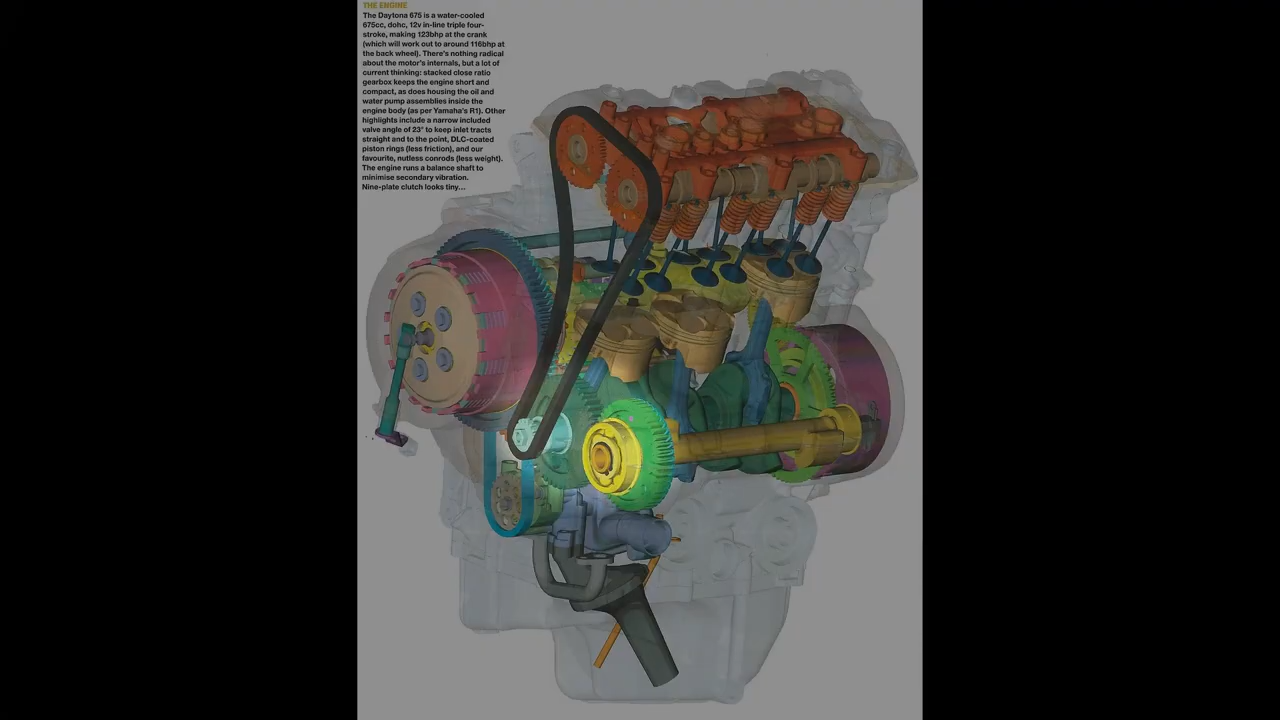 THE ENGINE
The Daytona 675 is a water-cooled
675cc, dohc, 12v in-line triple four-
stroke, making 123bhp at the crank
(which will work out to around 116bhp at
the back wheel). There's nothing radical
about the motor's internals, but a lot of
current thinking: stacked close ratio
gearbox keeps the engine short and
compact, as does housing the oil and
water pump assemblies inside the
engine body (as per Yamaha's R1). Other
highlights include a narrow included
valve angle of 23° to keep inlet tracts
straight and to the point, DLC-coated
piston rings (less friction), and our
favourite, nutless conrods (less weight).
The engine runs a balance shaft to
minimise secondary vibration.
Nine-plate clutch looks tiny...